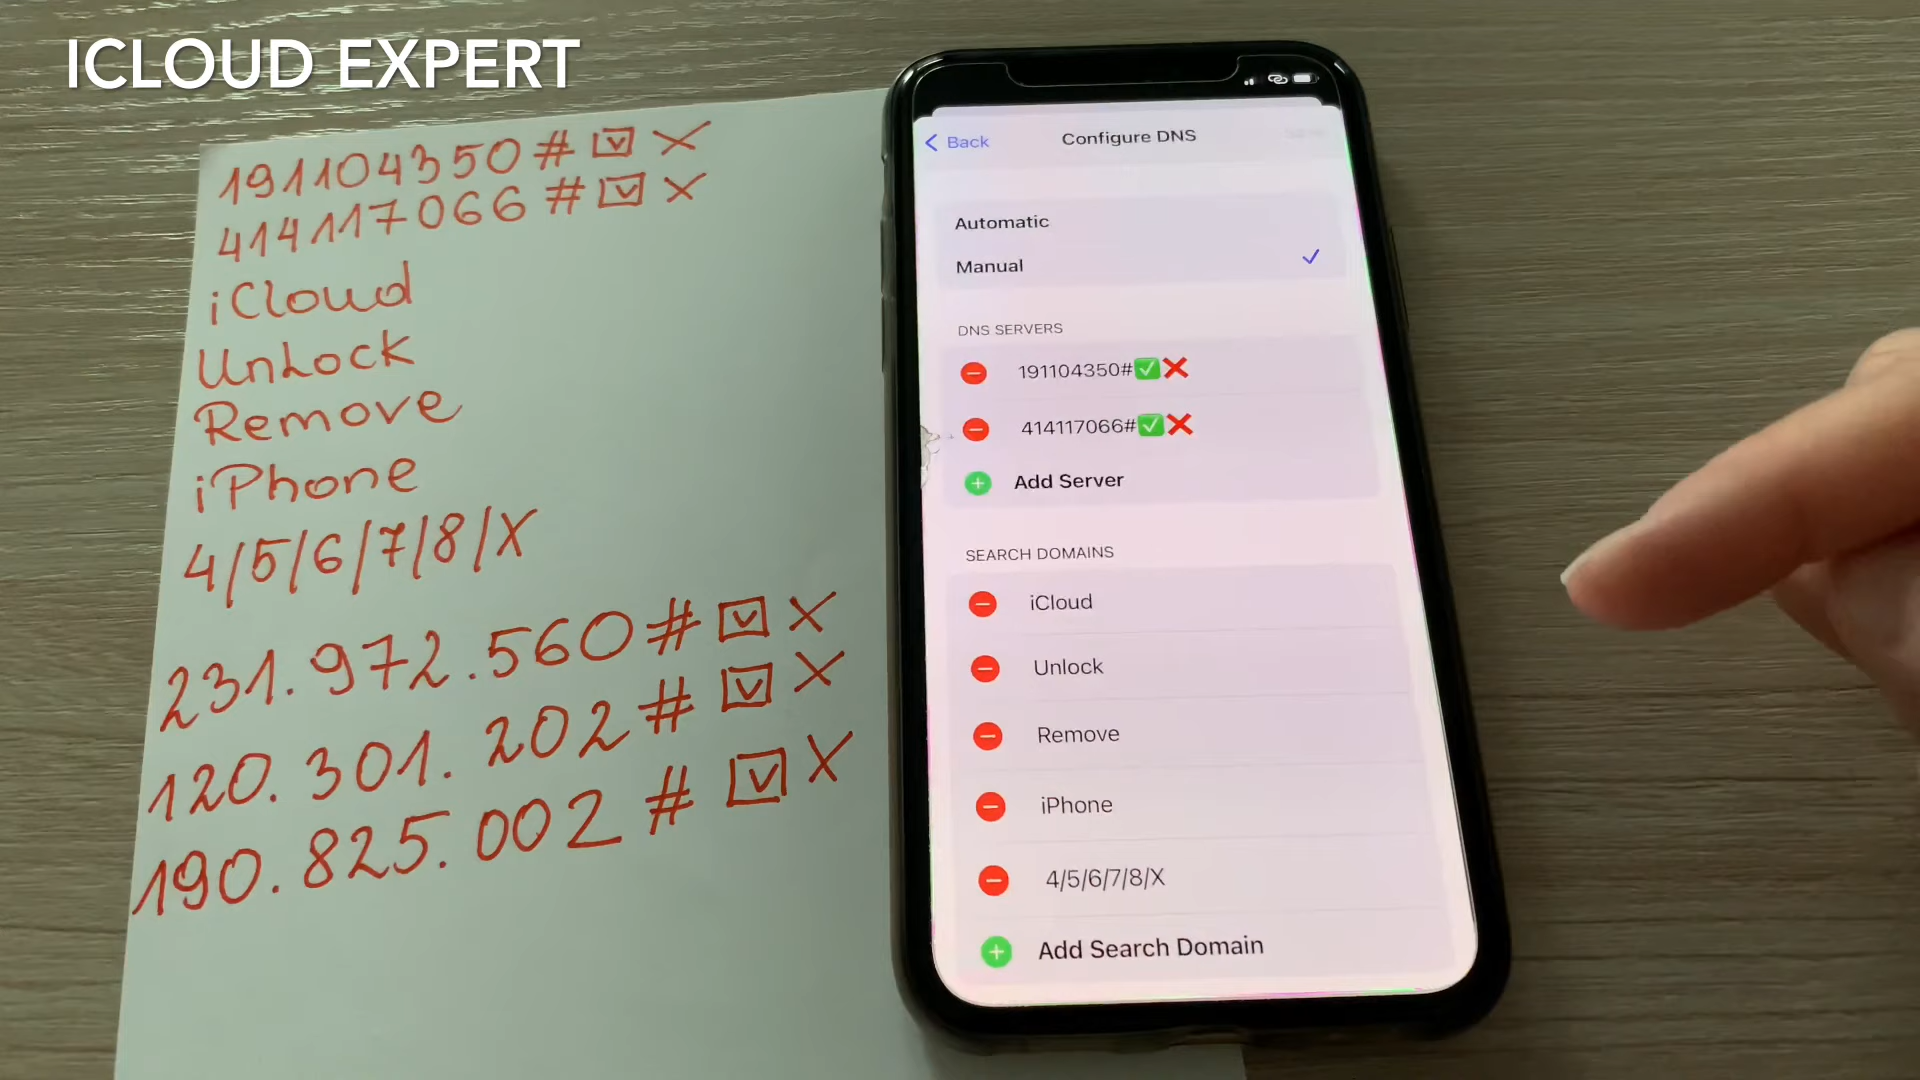 ICLOUD EXPERT
191104350#☑X
414117066#☑X
iCloud
UnLock
Remove
iPhone
4/5/6/7/8/X
231.972.560#☑X
120.301.202#☑X
190.825.002#☑X
Back
Configure DNS
Automatic
Manual
DNS SERVERS
191104350#✅❌
414117066#✅❌
Add Server
SEARCH DOMAINS
iCloud
Unlock
Remove
iPhone
4/5/6/7/8/X
Add Search Domain